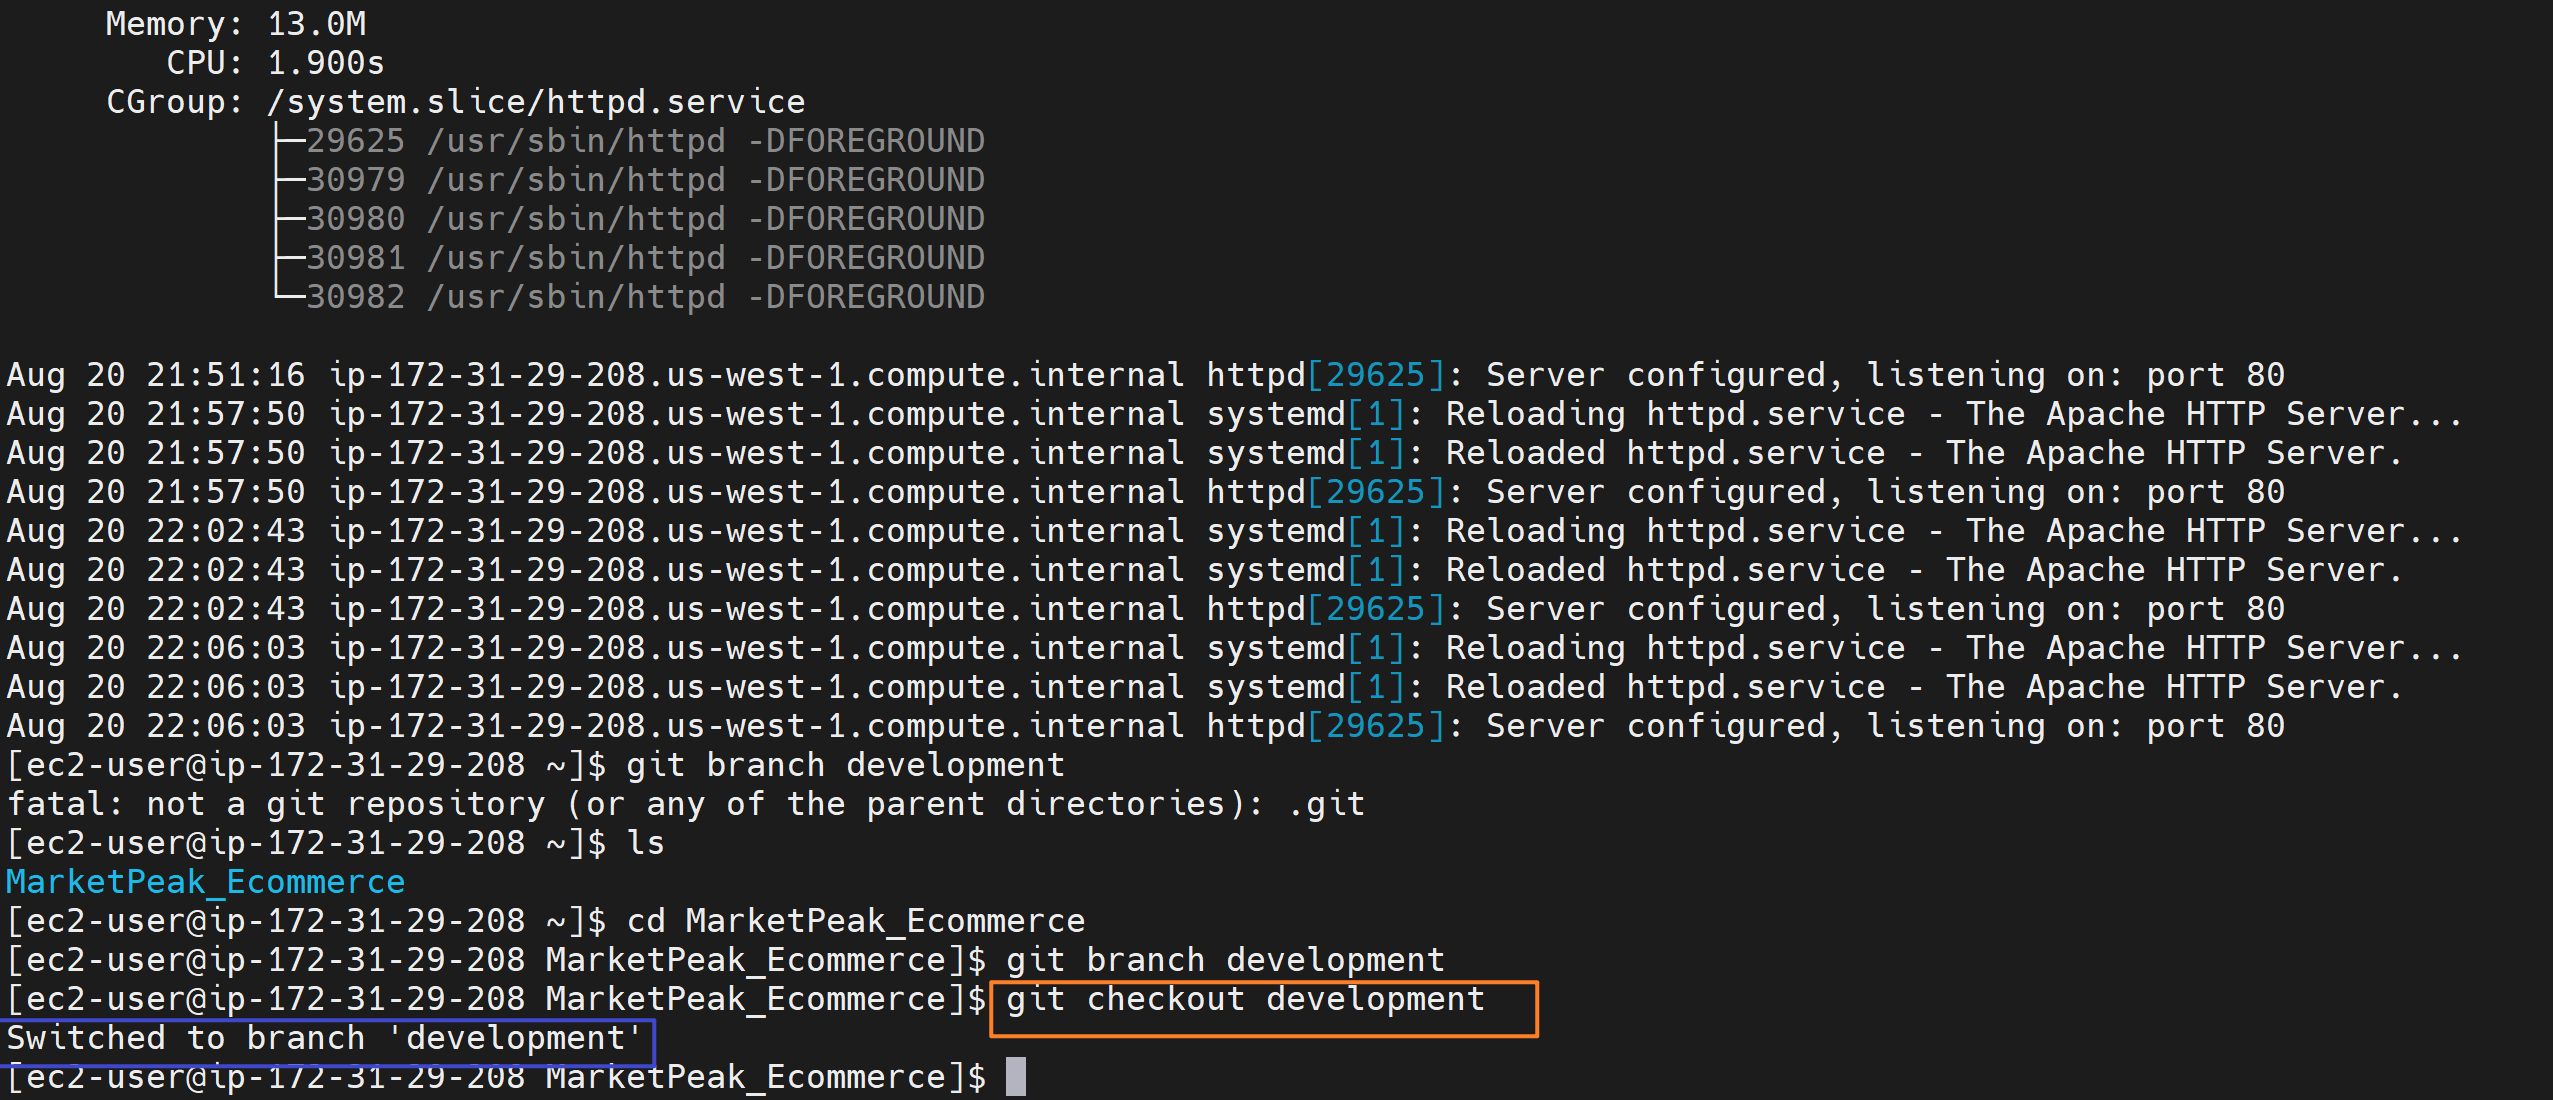 Memory: 13.0M
CPU: 1.900s
CGroup: /system.slice/httpd.service
├─29625 /usr/sbin/httpd -DFOREGROUND
├─30979 /usr/sbin/httpd -DFOREGROUND
├─30980 /usr/sbin/httpd -DFOREGROUND
├─30981 /usr/sbin/httpd -DFOREGROUND
└─30982 /usr/sbin/httpd -DFOREGROUND
Aug 20 21:51:16 ip-172-31-29-208.us-west-1.compute.internal httpd[29625]: Server configured, listening on: port 80
Aug 20 21:57:50 ip-172-31-29-208.us-west-1.compute.internal systemd[1]: Reloading httpd.service - The Apache HTTP Server...
Aug 20 21:57:50 ip-172-31-29-208.us-west-1.compute.internal systemd[1]: Reloaded httpd.service - The Apache HTTP Server.
Aug 20 21:57:50 ip-172-31-29-208.us-west-1.compute.internal httpd[29625]: Server configured, listening on: port 80
Aug 20 22:02:43 ip-172-31-29-208.us-west-1.compute.internal systemd[1]: Reloading httpd.service - The Apache HTTP Server...
Aug 20 22:02:43 ip-172-31-29-208.us-west-1.compute.internal systemd[1]: Reloaded httpd.service - The Apache HTTP Server.
Aug 20 22:02:43 ip-172-31-29-208.us-west-1.compute.internal httpd[29625]: Server configured, listening on: port 80
Aug 20 22:06:03 ip-172-31-29-208.us-west-1.compute.internal systemd[1]: Reloading httpd.service - The Apache HTTP Server...
Aug 20 22:06:03 ip-172-31-29-208.us-west-1.compute.internal systemd[1]: Reloaded httpd.service - The Apache HTTP Server.
Aug 20 22:06:03 ip-172-31-29-208.us-west-1.compute.internal httpd[29625]: Server configured, listening on: port 80
[ec2-user@ip-172-31-29-208 ~]$ git branch development
fatal: not a git repository (or any of the parent directories): .git
[ec2-user@ip-172-31-29-208 ~]$ ls
MarketPeak_Ecommerce
[ec2-user@ip-172-31-29-208 ~]$ cd MarketPeak_Ecommerce
[ec2-user@ip-172-31-29-208 MarketPeak_Ecommerce]$ git branch development
[ec2-user@ip-172-31-29-208 MarketPeak_Ecommerce]$ git checkout development
Switched to branch 'development'
[ec2-user@ip-172-31-29-208 MarketPeak_Ecommerce]$